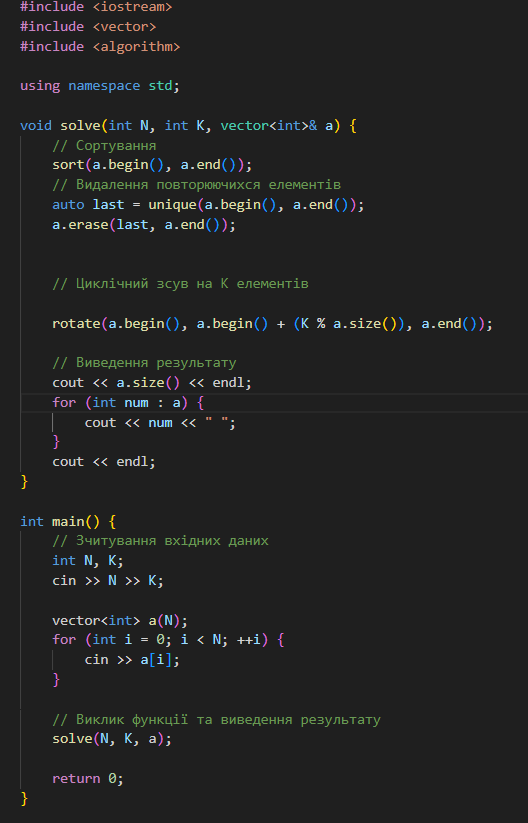 #include <iostream>
#include <vector>
#include <algorithm>
using namespace std;
void solve(int N, int K, vector<int>& a) {
// Сортування
sort(a.begin(), a.end());
// Видалення повторюючихся елементів
auto last = unique(a.begin(), a.end());
a.erase(last, a.end());
// Циклічний зсув на K елементів
rotate(a.begin(), a.begin() + (K % a.size()), a.end());
// Виведення результату
cout << a.size() << endl;
for (int num : a) {
cout << num << " ";
}
cout << endl;
}
int main() {
// Зчитування вхідних даних
int N, K;
cin >> N >> K;
vector<int> a(N);
for (int i = 0; i < N; ++i) {
cin >> a[i];
}
// Виклик функції та виведення результату
solve(N, K, a);
return 0;
}